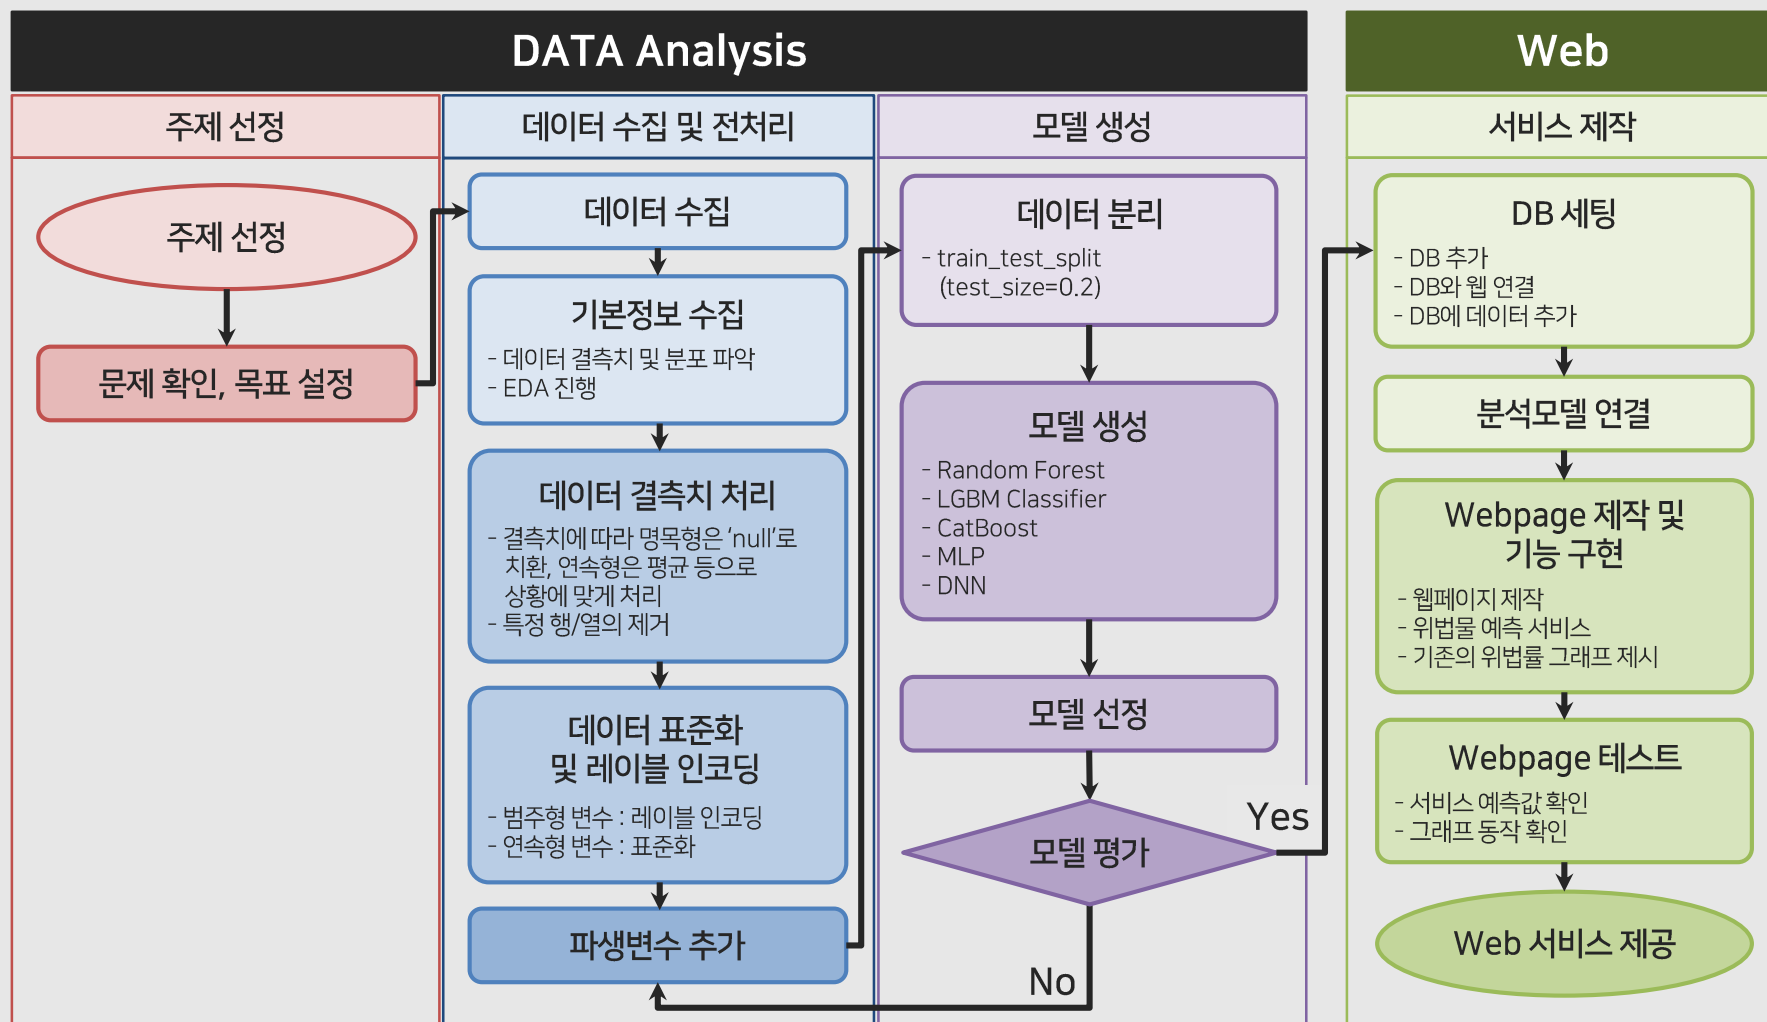 DATA Analysis
Web
주제 선정
데이터 수집 및 전처리
모델 생성
서비스 제작
주제 선정
문제 확인, 목표 설정
데이터 수집
기본정보 수집
- 데이터 결측치 및 분포 파악
- EDA 진행
데이터 결측치 처리
- 결측치에 따라 명목형은 ‘null’로
치환, 연속형은 평균 등으로
상황에 맞게 처리
- 특정 행/열의 제거
데이터 표준화
및 레이블 인코딩
- 범주형 변수 : 레이블 인코딩
- 연속형 변수 : 표준화
파생변수 추가
데이터 분리
- train_test_split
(test_size=0.2)
모델 생성
- Random Forest
- LGBM Classifier
- CatBoost
- MLP
- DNN
모델 선정
모델 평가
Yes
No
DB 세팅
- DB 추가
- DB와 웹 연결
- DB에 데이터 추가
분석모델 연결
Webpage 제작 및
기능 구현
- 웹페이지 제작
- 위법물 예측 서비스
- 기존의 위법률 그래프 제시
Webpage 테스트
- 서비스 예측값 확인
- 그래프 동작 확인
Web 서비스 제공